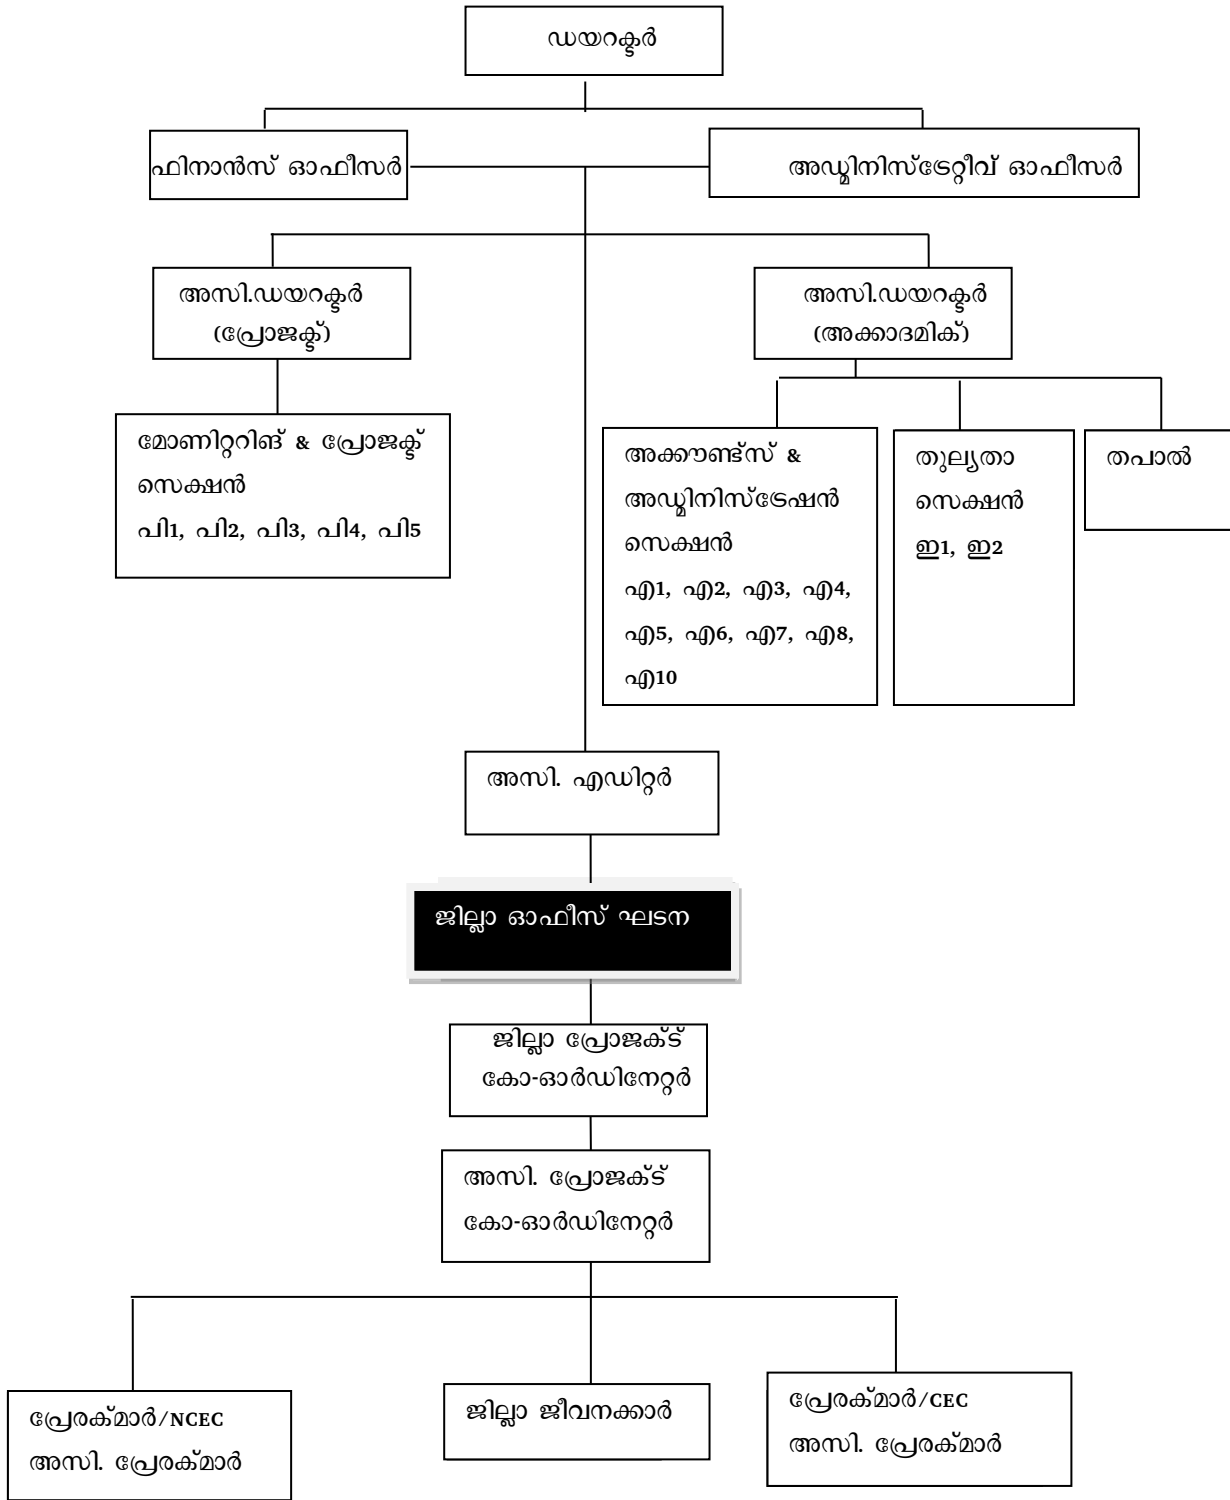 ഡയറക്ടർ
ഫിനാൻസ് ഓഫീസർ
അഡ്മിനിസ്ട്രേറ്റീവ് ഓഫീസർ
അസി.ഡയറക്ടർ
(പ്രോജക്ട്)
അസി.ഡയറക്ടർ
(അക്കാദമിക്)
മോണിറ്ററിങ് & പ്രോജക്ട്
സെക്ഷൻ
പി1, പി2, പി3, പി4, പി5
അക്കൗണ്ട്സ് &
അഡ്മിനിസ്ട്രേഷൻ
സെക്ഷൻ
എ1, എ2, എ3, എ4,
എ5, എ6, എ7, എ8,
എ10
തുല്യതാ
സെക്ഷൻ
ഇ1, ഇ2
തപാൽ
അസി. എഡിറ്റർ
ജില്ലാ ഓഫീസ് ഘടന
ജില്ലാ പ്രോജക്ട്
കോ-ഓർഡിനേറ്റർ
അസി. പ്രോജക്ട്
കോ-ഓർഡിനേറ്റർ
പ്രേരക്മാർ/NCEC
അസി. പ്രേരക്മാർ
ജില്ലാ ജീവനക്കാർ
പ്രേരക്മാർ/CEC
അസി. പ്രേരക്മാർ